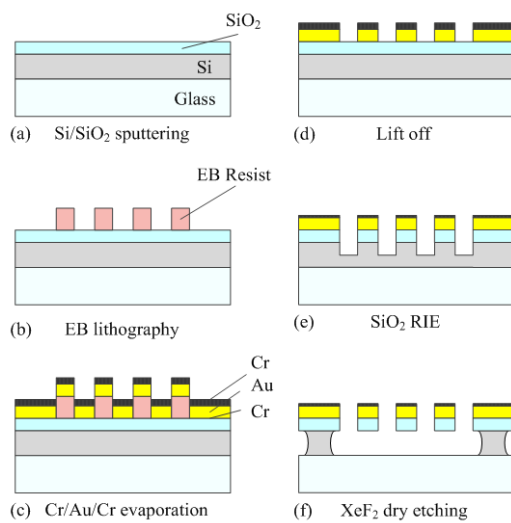 SiO₂
Si
Glass
(a) Si/SiO₂ sputtering
EB Resist
(b) EB lithography
Cr
Au
Cr
(c) Cr/Au/Cr evaporation
(d) Lift off
(e) SiO₂ RIE
(f) XeF₂ dry etching